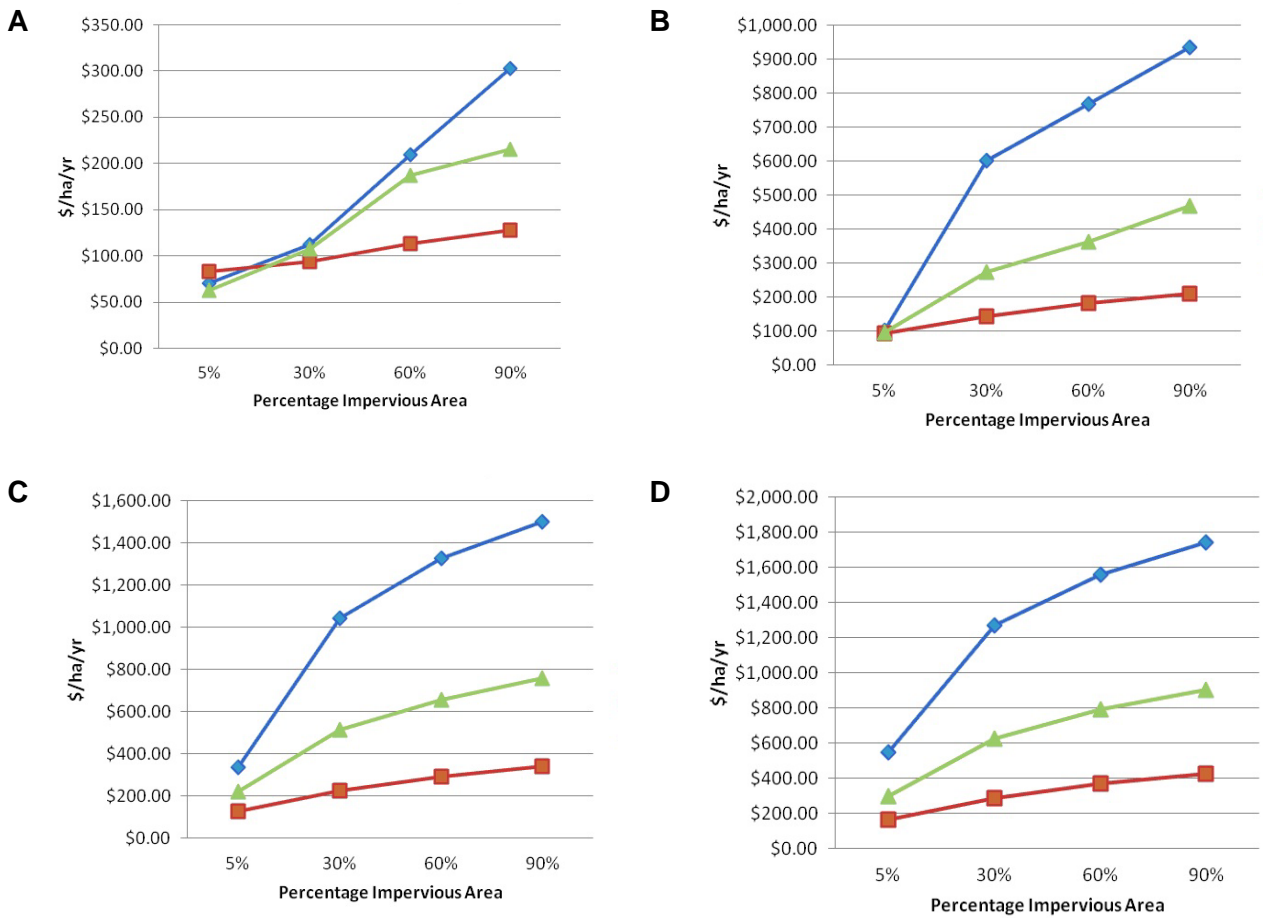 A
$350.00
$300.00
$250.00
$200.00
$150.00
$100.00
$50.00
$0.00
$/ha/yr
5% 30% 60% 90%
Percentage Impervious Area
B
$1,000.00
$900.00
$800.00
$700.00
$600.00
$500.00
$400.00
$300.00
$200.00
$100.00
$0.00
$/ha/yr
5% 30% 60% 90%
Percentage Impervious Area
C
$1,600.00
$1,400.00
$1,200.00
$1,000.00
$800.00
$600.00
$400.00
$200.00
$0.00
$/ha/yr
5% 30% 60% 90%
Percentage Impervious Area
D
$2,000.00
$1,800.00
$1,600.00
$1,400.00
$1,200.00
$1,000.00
$800.00
$600.00
$400.00
$200.00
$0.00
$/ha/yr
5% 30% 60% 90%
Percentage Impervious Area